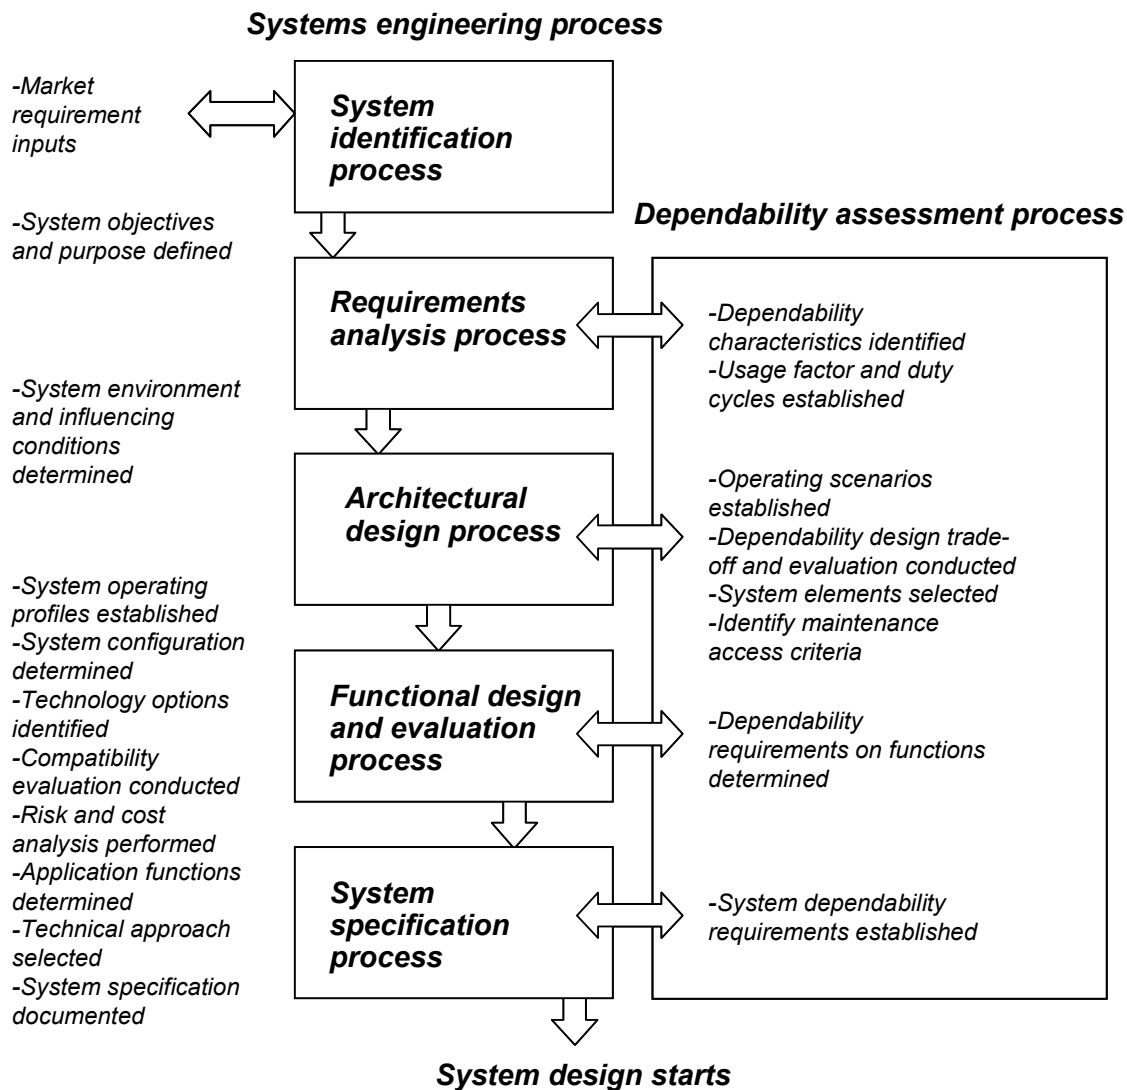 Systems engineering process
-Market
requirement
inputs
System
identification
process
-System objectives
and purpose defined
Dependability assessment process
Requirements
analysis process
-Dependability
characteristics identified
-Usage factor and duty
cycles established
-System environment
and influencing
conditions
determined
Architectural
design process
-Operating scenarios
established
-Dependability design trade-
off and evaluation conducted
-System elements selected
-Identify maintenance
access criteria
-System operating
profiles established
-System configuration
determined
-Technology options
identified
-Compatibility
evaluation conducted
-Risk and cost
analysis performed
-Application functions
determined
-Technical approach
selected
-System specification
documented
Functional design
and evaluation
process
-Dependability
requirements on functions
determined
System
specification
process
-System dependability
requirements established
System design starts